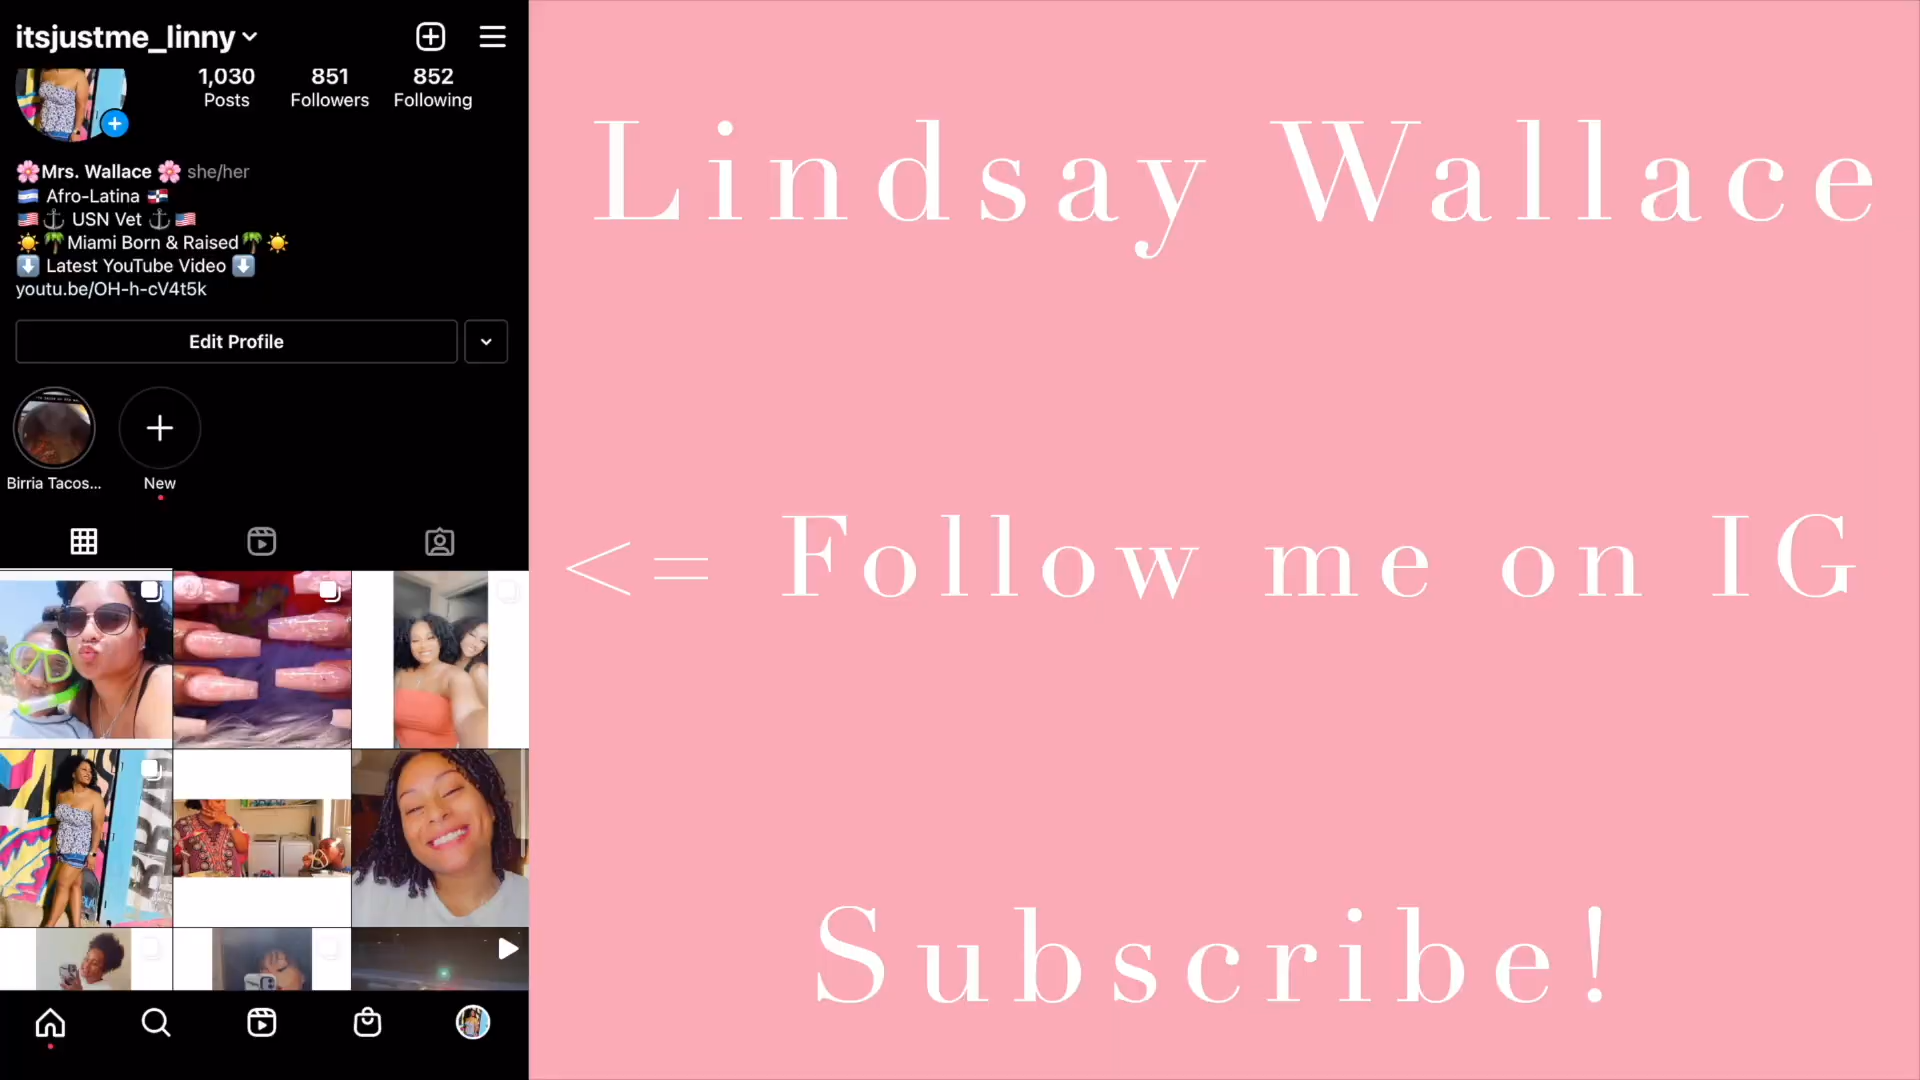 itsjustme_linny
1,030 851 852
Posts Followers Following
🌸Mrs. Wallace 🌸 she/her
🇭🇳 Afro-Latina 🇩🇴
🇺🇸⚓ USN Vet ⚓🇺🇸
☀️🌴Miami Born & Raised🌴☀️
⬇️ Latest YouTube Video ⬇️
youtu.be/OH-h-cV4t5k
Edit Profile
Birria Tacos... New
Lindsay Wallace
<= Follow me on IG
Subscribe!